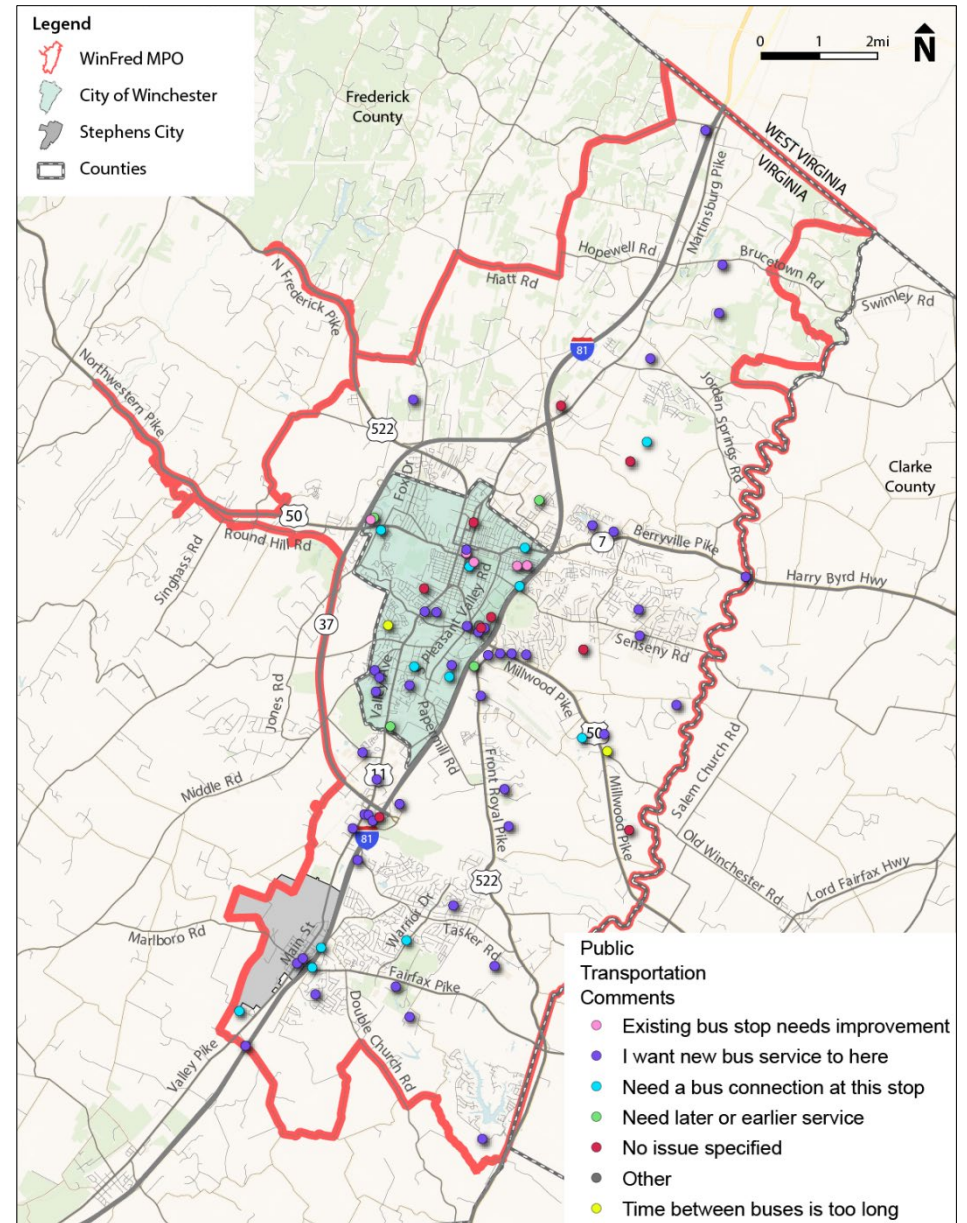 Legend
WinFred MPO
City of Winchester
Stephens City
Counties
0 1 2mi
N
Frederick
County
WEST VIRGINIA
VIRGINIA
Martinsburg Pike
Hopewell Rd
Brucetown Rd
Hiatt Rd
Swimley Rd
N Frederick Pike
81
Northwestern Pike
522
Jordan Springs Rd
Clarke
County
Fox Dr
50
Round Hill Rd
7
Berryville Pike
Harry Byrd Hwy
Singhass Rd
37
Pleasant Valley Rd
Senseny Rd
Millwood Pike
Jones Rd
Valley Ave
Papermill Rd
50
Salem Church Rd
Middle Rd
11
Front Royal Pike
Millwood Pike
81
Old Winchester Rd
522
Lord Fairfax Hwy
Marlboro Rd
Main St
Warrior Dr
Tasker Rd
Fairfax Pike
Double Church Rd
Valley Pike
Public
Transportation
Comments
Existing bus stop needs improvement
I want new bus service to here
Need a bus connection at this stop
Need later or earlier service
No issue specified
Other
Time between buses is too long